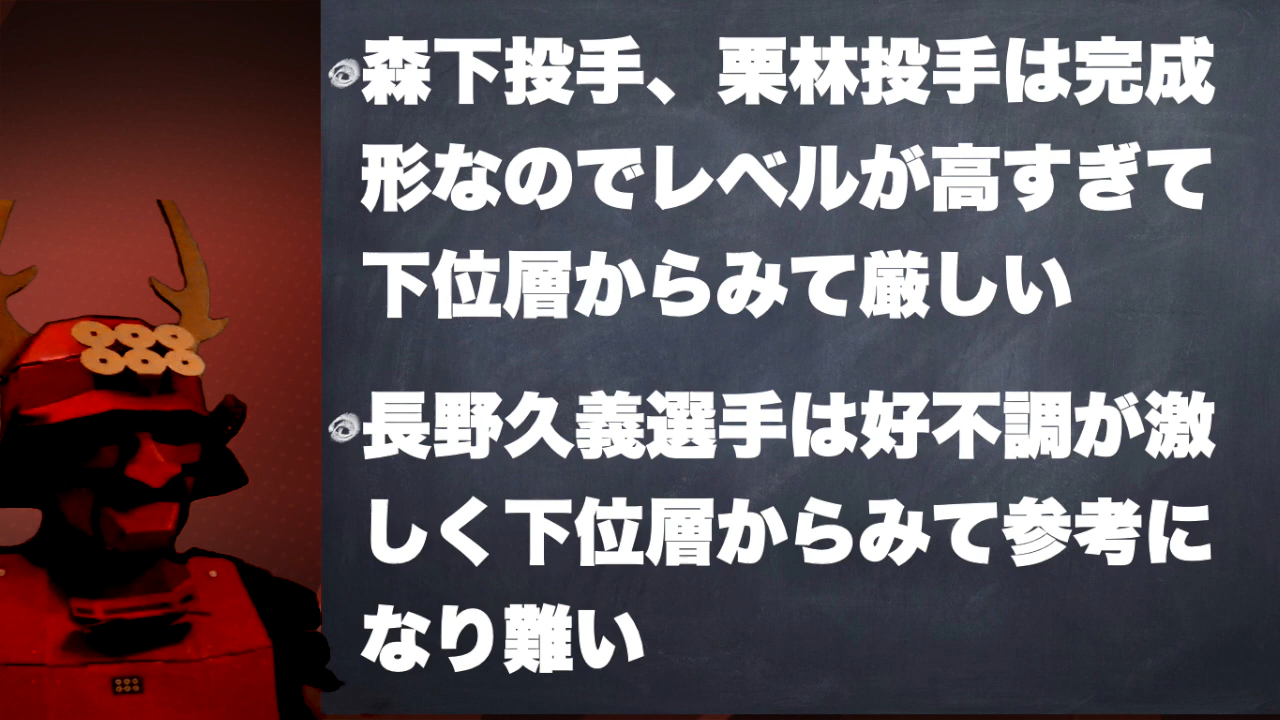 森下投手、栗林投手は完成
形なのでレベルが高すぎて
下位層からみて厳しい
長野久義選手は好不調が激
しく下位層からみて参考に
なり難い